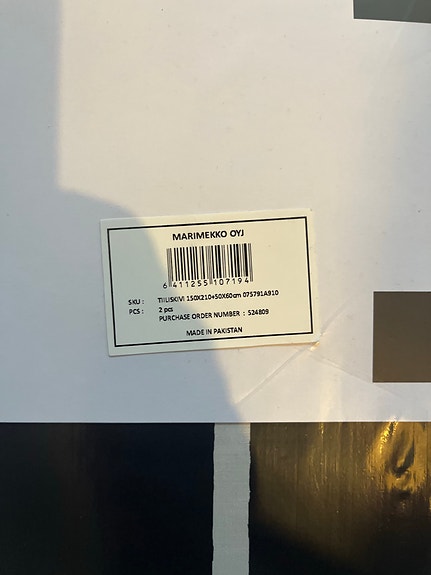 MARIMEKKO OYJ
6 411255 107194
SKU : TIILISKIVI 150X210+50X60cm 075791A910
PCS : 2 pcs
PURCHASE ORDER NUMBER : 524809
MADE IN PAKISTAN